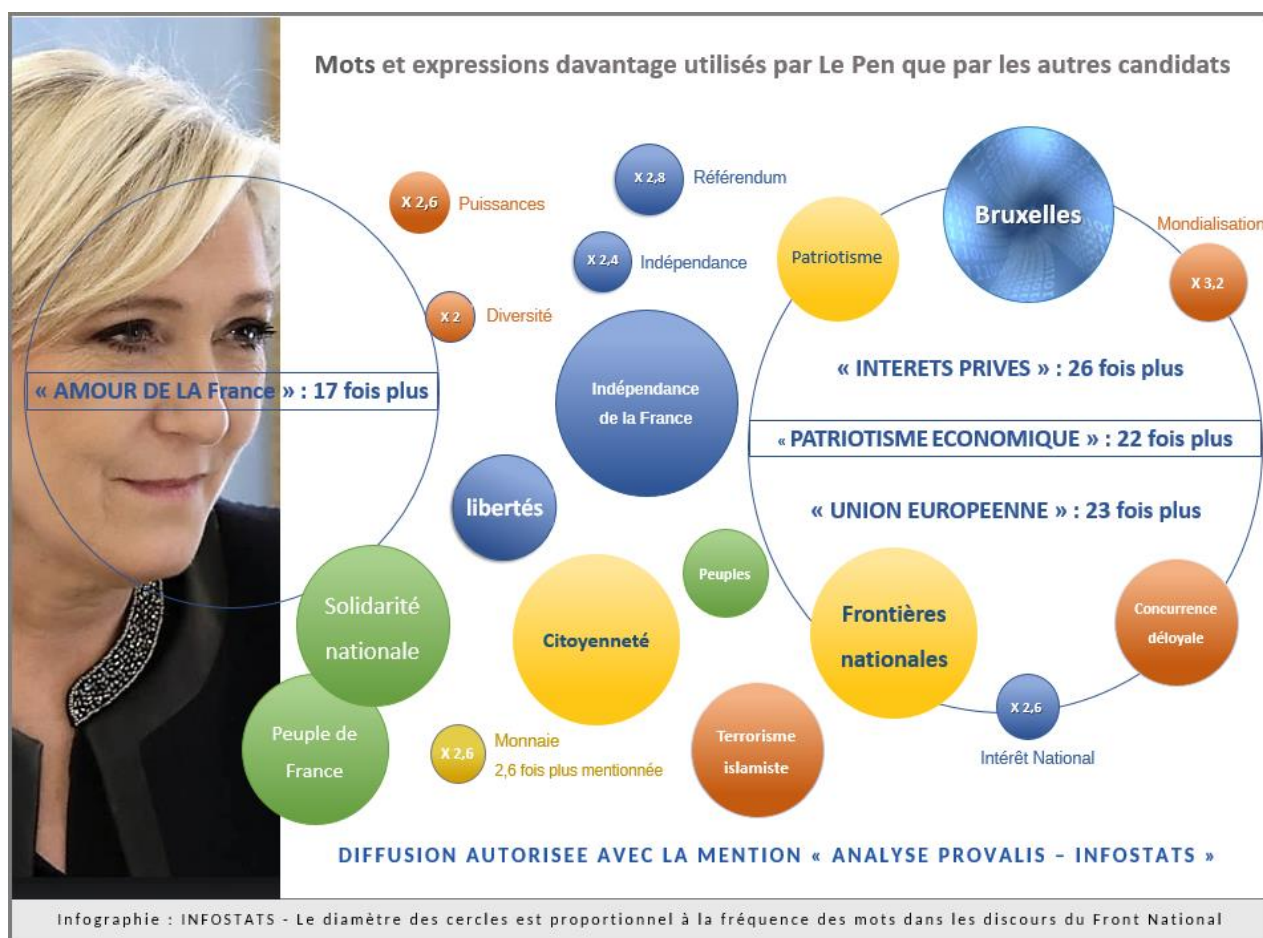 Mots et expressions davantage utilisés par Le Pen que par les autres candidats
X 2,8
Référendum
X 2,6
Puissances
Bruxelles
Mondialisation
X 2,4
Indépendance
Patriotisme
X 3,2
X 2
Diversité
« INTERETS PRIVES » : 26 fois plus
« AMOUR DE LA France » : 17 fois plus
Indépendance
de la France
« PATRIOTISME ECONOMIQUE » : 22 fois plus
libertés
« UNION EUROPEENNE » : 23 fois plus
Peuples
Solidarité
nationale
Citoyenneté
Frontières
nationales
Concurrence
déloyale
X 2,6
Intérêt National
Peuple de
France
X 2,6
Monnaie
2,6 fois plus mentionnée
Terrorisme
islamiste
DIFFUSION AUTORISEE AVEC LA MENTION « ANALYSE PROVALIS – INFOSTATS »
Infographie : INFOSTATS - Le diamètre des cercles est proportionnel à la fréquence des mots dans les discours du Front National